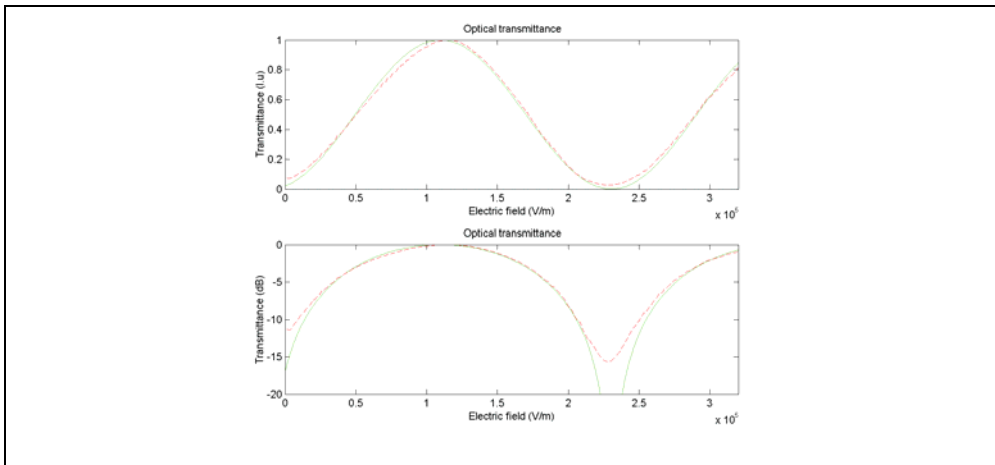 Optical transmittance
1
0.8
0.6
0.4
0.2
0
Transmittance (l.u)
0 0.5 1 1.5 2 2.5 3
x 10⁵
Electric field (V/m)
Optical transmittance
0
-5
-10
-15
-20
Transmittance (dB)
0 0.5 1 1.5 2 2.5 3
x 10⁵
Electric field (V/m)